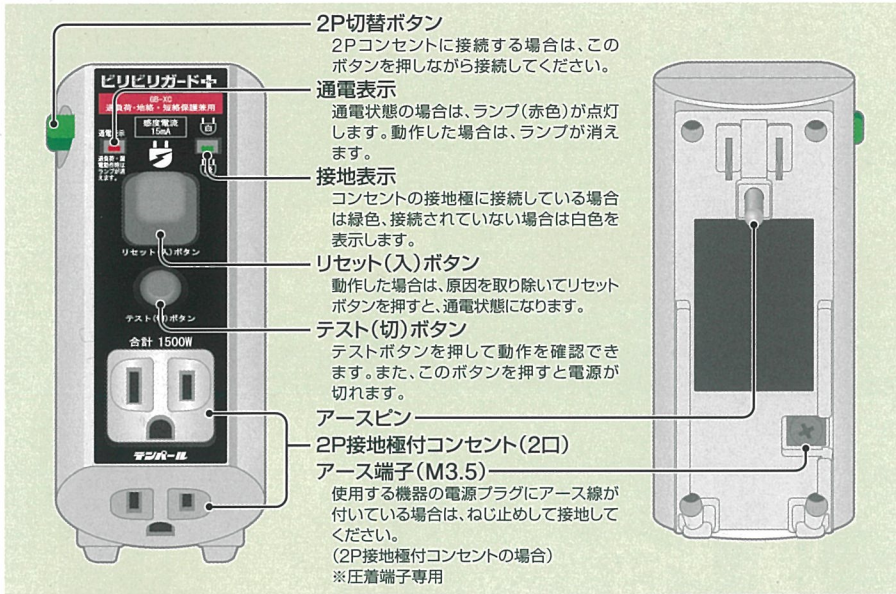 2P切替ボタン
2Pコンセントに接続する場合は、この
ボタンを押しながら接続してください。
通電表示
通電状態の場合は、ランプ(赤色)が点灯
します。動作した場合は、ランプが消え
ます。
接地表示
コンセントの接地極に接続している場合
は緑色、接続されていない場合は白色を
表示します。
リセット(入)ボタン
動作した場合は、原因を取り除いてリセット
ボタンを押すと、通電状態になります。
テスト(切)ボタン
テストボタンを押して動作を確認でき
ます。また、このボタンを押すと電源が
切れます。
アースピン
2P接地極付コンセント(2口)
アース端子(M3.5)
使用する機器の電源プラグにアース線が
付いている場合は、ねじ止めして接地して
ください。
(2P接地極付コンセントの場合)
※圧着端子専用
ビリビリガード+
GB-XC
過負荷・地絡・短絡保護兼用
感度電流
15mA
白
リセット(入)ボタン
テスト(切)ボタン
合計 1500W
テンパール